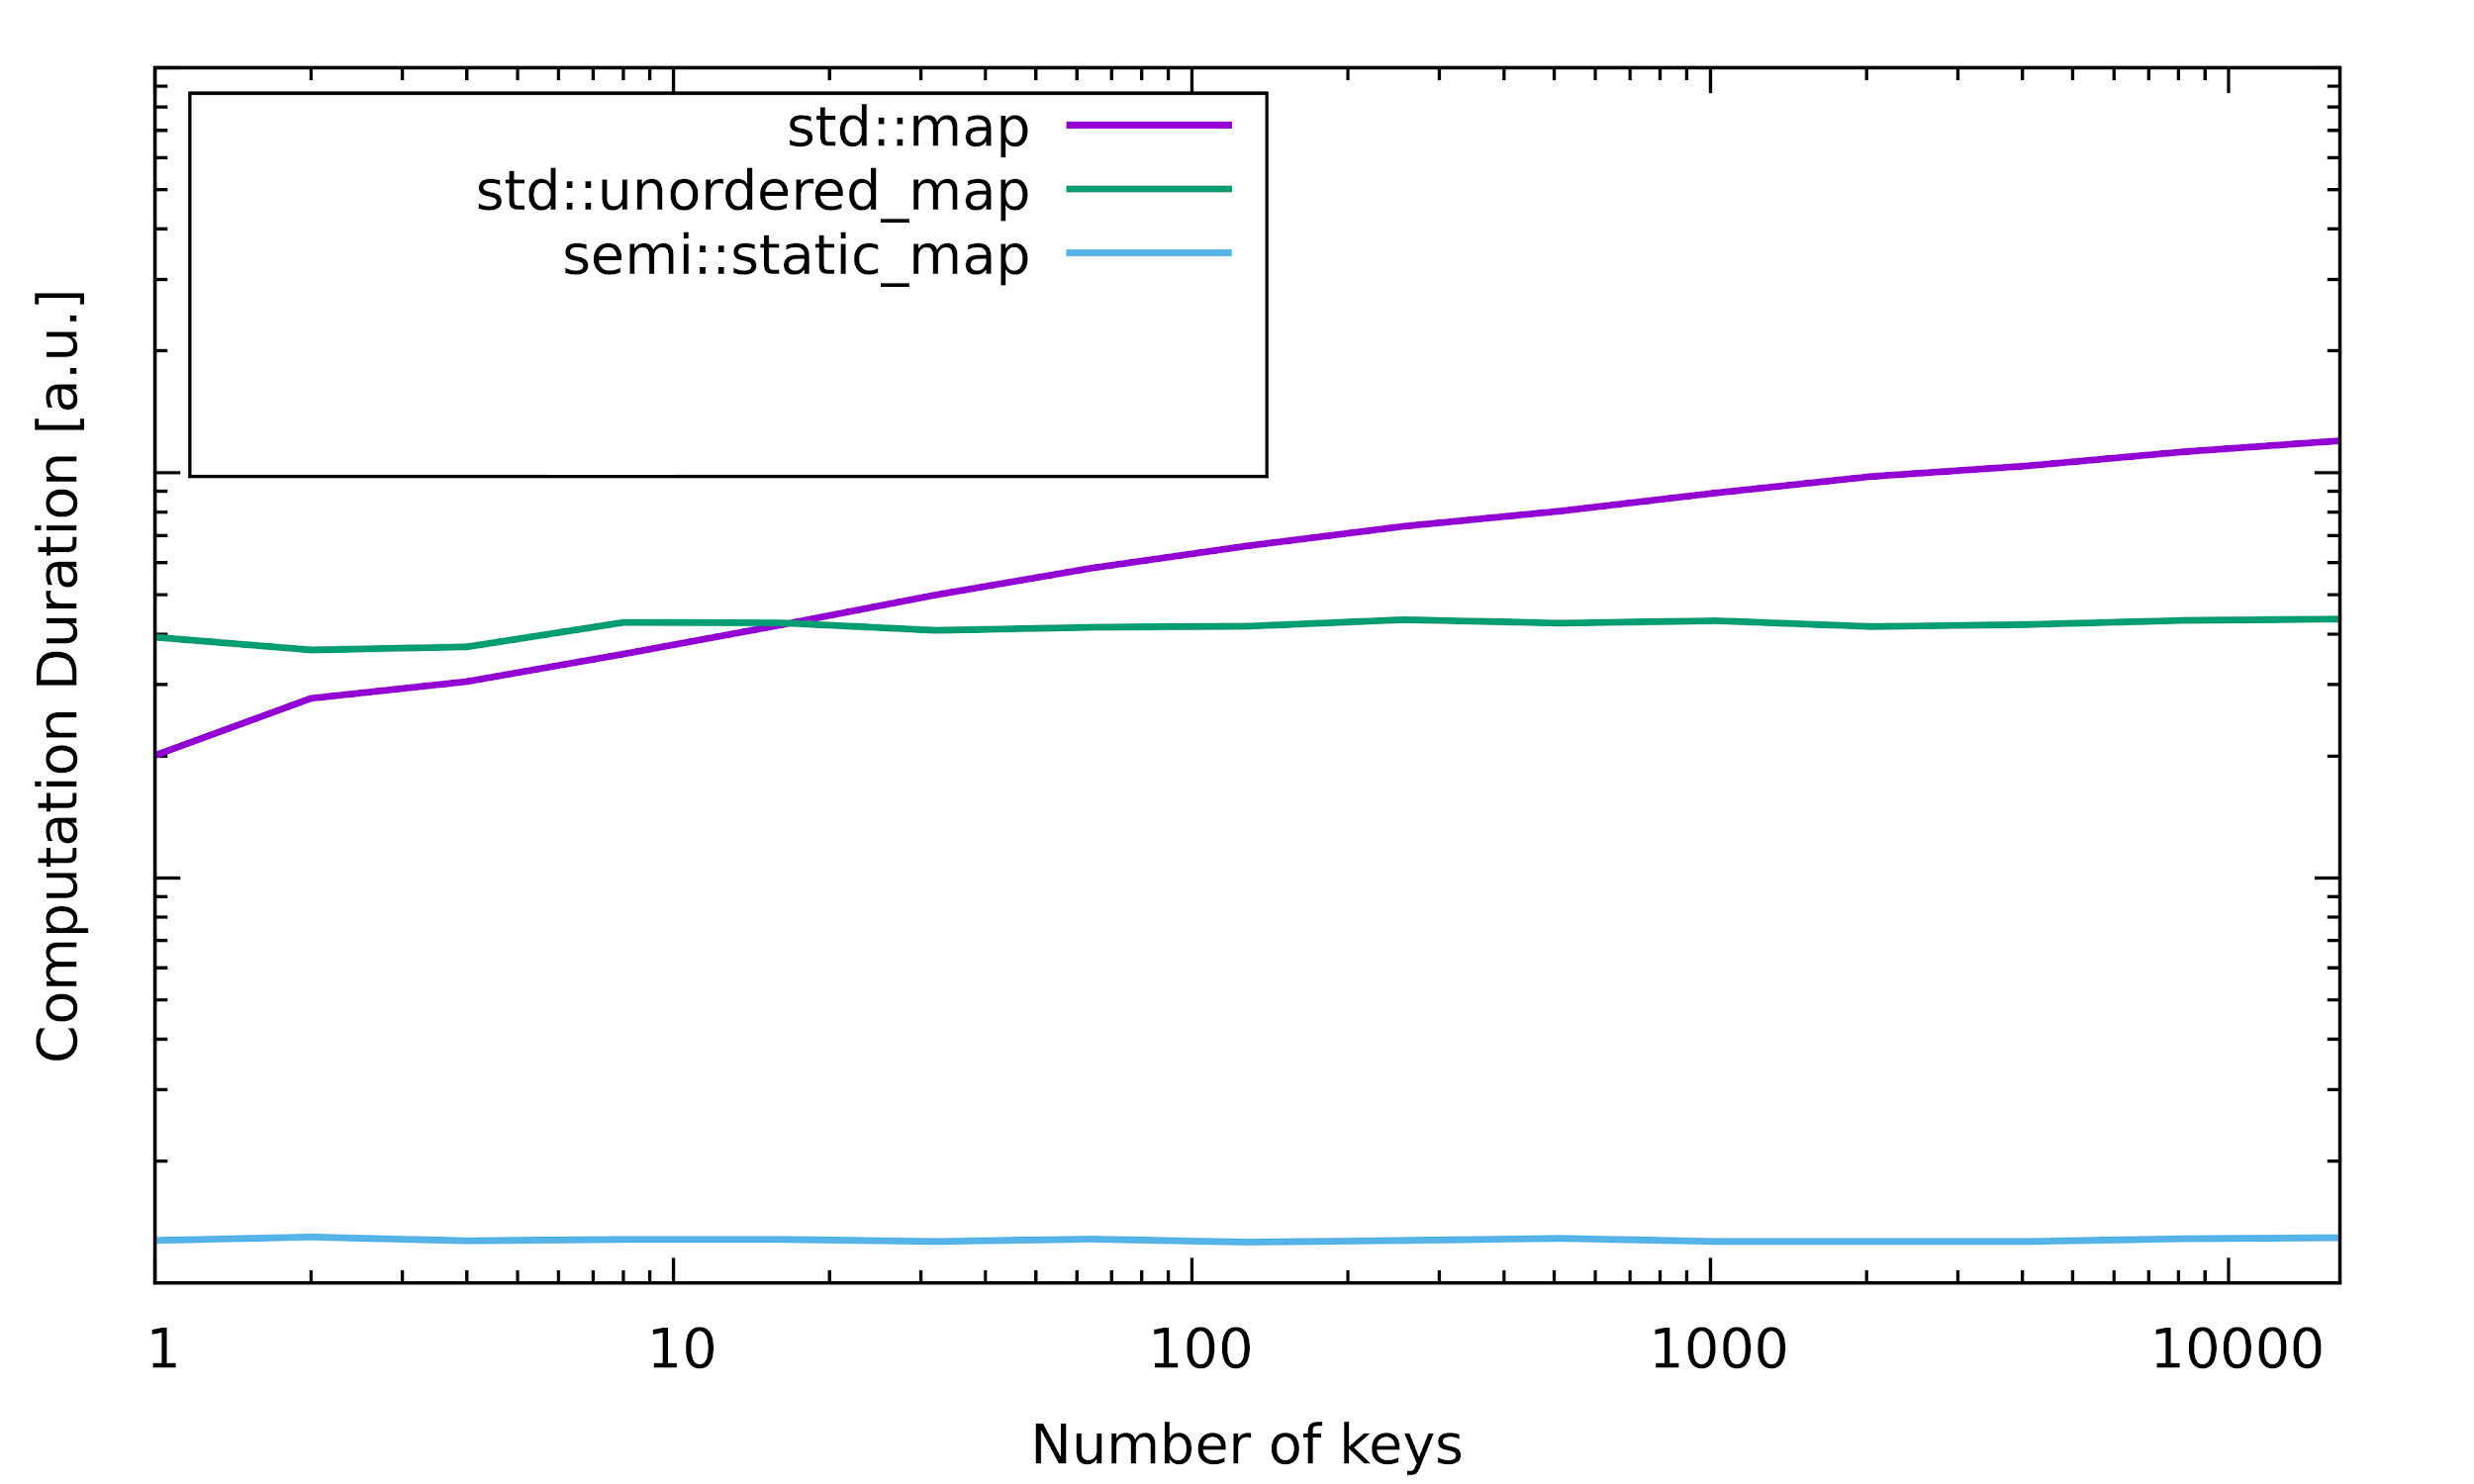 std::map
std::unordered_map
semi::static_map
Computation Duration [a.u.]
1
10
100
1000
10000
Number of keys